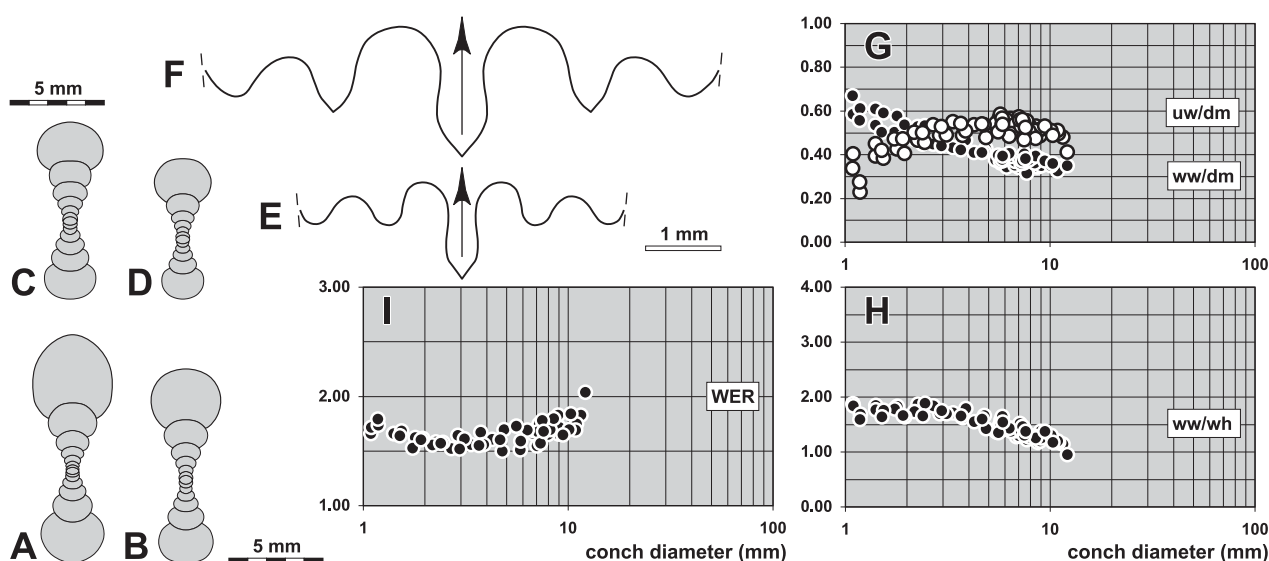 5 mm
C
D
A
B
5 mm
F
E
1 mm
G
1.00
0.80
0.60
0.40
0.20
0.00
uw/dm
ww/dm
1 10 100
I
3.00
2.00
1.00
WER
1 10 100
conch diameter (mm)
H
4.00
3.00
2.00
1.00
0.00
ww/wh
1 10 100
conch diameter (mm)